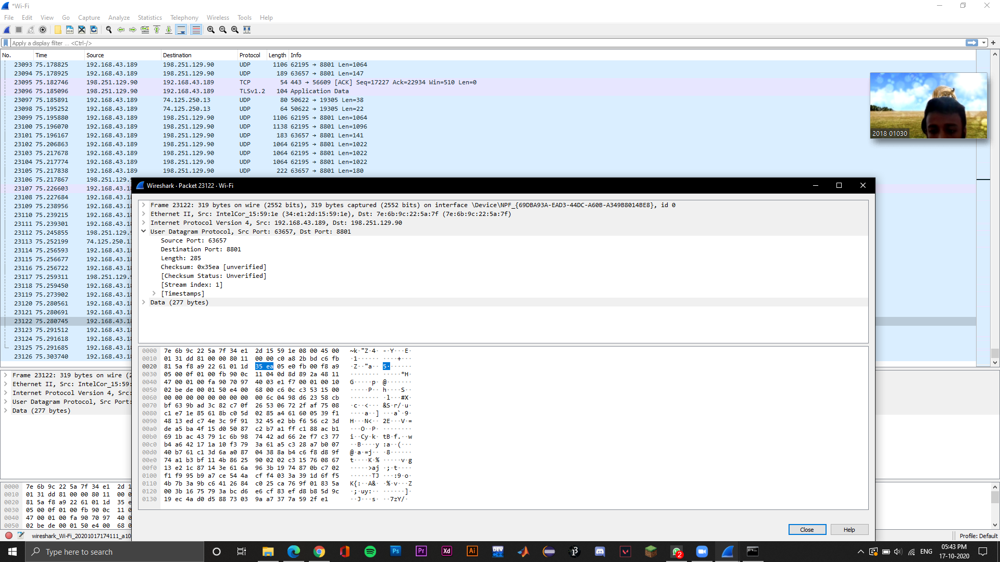 *Wi-Fi
File Edit View Go Capture Analyze Statistics Telephony Wireless Tools Help
Apply a display filter ... <Ctrl-/>
No. Time Source Destination Protocol Length Info
23093 75.178825 192.168.43.189 198.251.129.90 UDP 1106 62195 → 8801 Len=1064
23094 75.178925 192.168.43.189 198.251.129.90 UDP 189 63657 → 8801 Len=147
23095 75.182746 198.251.129.90 192.168.43.189 TCP 54 443 → 56609 [ACK] Seq=17227 Ack=22934 Win=510 Len=0
23096 75.185096 198.251.129.90 192.168.43.189 TLSv1.2 104 Application Data
23097 75.185891 192.168.43.189 74.125.250.13 UDP 80 50622 → 19305 Len=38
23098 75.195252 192.168.43.189 74.125.250.13 UDP 64 50622 → 19305 Len=22
23099 75.195880 192.168.43.189 198.251.129.90 UDP 1106 62195 → 8801 Len=1064
23100 75.196070 192.168.43.189 198.251.129.90 UDP 1138 62195 → 8801 Len=1096
23101 75.196167 192.168.43.189 198.251.129.90 UDP 183 63657 → 8801 Len=141
23102 75.206863 192.168.43.189 198.251.129.90 UDP 1064 62195 → 8801 Len=1022
23103 75.217678 192.168.43.189 198.251.129.90 UDP 1064 62195 → 8801 Len=1022
23104 75.217774 192.168.43.189 198.251.129.90 UDP 1064 62195 → 8801 Len=1022
23105 75.217838 192.168.43.189 198.251.129.90 UDP 222 63657 → 8801 Len=180
23106 75.217867 198.251.129.9
23107 75.226603 192.168.43.18
23108 75.227684 192.168.43.18
23109 75.238956 192.168.43.18
23110 75.239215 192.168.43.18
23111 75.239301 192.168.43.18
23112 75.245855 198.251.129.9
23113 75.252199 74.125.250.1
23114 75.256593 192.168.43.18
23115 75.256677 192.168.43.18
23116 75.256722 192.168.43.18
23117 75.259311 198.251.129.9
23118 75.259450 192.168.43.18
23119 75.273902 192.168.43.18
23120 75.280561 192.168.43.18
23121 75.280691 192.168.43.18
23122 75.280745 192.168.43.18
23123 75.291512 192.168.43.18
23124 75.291618 192.168.43.18
23125 75.291685 192.168.43.18
23126 75.303740 192.168.43.18
2018 01030
Wireshark · Packet 23122 · Wi-Fi
Frame 23122: 319 bytes on wire (2552 bits), 319 bytes captured (2552 bits) on interface \Device\NPF_{69DBA93A-EAD3-44DC-A60B-A349B8014BE8}, id 0
Ethernet II, Src: IntelCor_15:59:1e (34:e1:2d:15:59:1e), Dst: 7e:6b:9c:22:5a:7f (7e:6b:9c:22:5a:7f)
Internet Protocol Version 4, Src: 192.168.43.189, Dst: 198.251.129.90
User Datagram Protocol, Src Port: 63657, Dst Port: 8801
Source Port: 63657
Destination Port: 8801
Length: 285
Checksum: 0x35ea [unverified]
[Checksum Status: Unverified]
[Stream index: 1]
[Timestamps]
Data (277 bytes)
0000 7e 6b 9c 22 5a 7f 34 e1 2d 15 59 1e 08 00 45 00 ~k·"Z·4· -·Y···E·
0010 01 31 dd 81 00 00 80 11 00 00 c0 a8 2b bd c6 fb ·1······ ····+···
0020 81 5a f8 a9 22 61 01 1d 35 ea 05 e0 fb 00 f8 a9 ·Z··"a·· 5·······
0030 05 00 0f 01 00 fb 90 0c 11 04 0d 8d 89 2a 48 11 ········ ·····*H·
0040 47 00 01 00 fa 90 70 97 40 03 e1 f7 00 01 00 10 G·····p· @·······
0050 02 be de 00 01 50 e4 00 68 00 c6 0c c3 53 15 00 ·····P·· h····S··
0060 00 00 00 00 00 00 00 00 00 6c 04 98 d6 23 58 cb ········ ·l···#X·
0070 bf 63 9b ad 3c 82 c7 0f 26 53 06 72 2f af 75 08 ·c··<··· &S·r/·u·
0080 c1 e7 1e 85 61 8b c0 5d 02 85 a4 61 60 05 39 f1 ····a··] ···a`·9·
0090 48 13 ed c7 4e 3c 9f 91 32 45 e2 bb f6 56 c2 3d H···N<·· 2E···V·=
00a0 de a5 ba 4f 15 d0 50 87 c2 b7 a1 ff c1 88 ac b1 ···O··P· ········
00b0 69 1b ac 43 79 1c 6b 98 74 42 ad 66 2e f7 c3 77 i··Cy·k· tB·f.··w
00c0 b4 a6 42 17 1a 10 f3 79 3a 61 a5 c3 28 a7 b0 07 ··B····y :a··(···
00d0 40 b7 61 c1 3d 6a a0 87 04 38 8a b4 c6 f8 d8 9f @·a·=j·· ·8······
00e0 74 a1 b3 bf 11 4b 86 25 90 02 02 c3 15 76 08 67 t····K·% ·····v·g
00f0 13 e2 1c 87 14 3e 61 6a 96 3b 19 74 87 0b c7 02 ·····>aj ·;·t····
0100 f1 f9 95 b9 a7 ce 54 4a cf f4 03 3a 39 1d 6f f5 ······TJ ···:9·o·
0110 4b 7b 3a 9b c6 41 26 84 c0 25 ca 76 9f 01 83 5a K{:··A&· ·%·v···Z
0120 00 3b 16 75 79 3a bc d6 e6 cf 83 ef d8 b8 5d 9c ·;·uy:·· ······]·
0130 19 ec 4a d0 d5 88 73 03 9a a7 37 7a 59 2f e1 ··J···s· ··7zY/·
Close Help
Frame 23122: 319 bytes on wire (2
Ethernet II, Src: IntelCor_15:59:
Internet Protocol Version 4, Src:
User Datagram Protocol, Src Port:
Data (277 bytes)
0000 7e 6b 9c 22 5a 7f 34 e1 2d 1
0010 01 31 dd 81 00 00 80 11 00 0
0020 81 5a f8 a9 22 61 01 1d 35 e
0030 05 00 0f 01 00 fb 90 0c 11 0
0040 47 00 01 00 fa 90 70 97 40 0
0050 02 be de 00 01 50 e4 00 68 0
wireshark_Wi-Fi_20201017174111_a10
Profile: Default
Type here to search
Ps Pr Xd Ai DEV 2
ENG
05:43 PM
17-10-2020